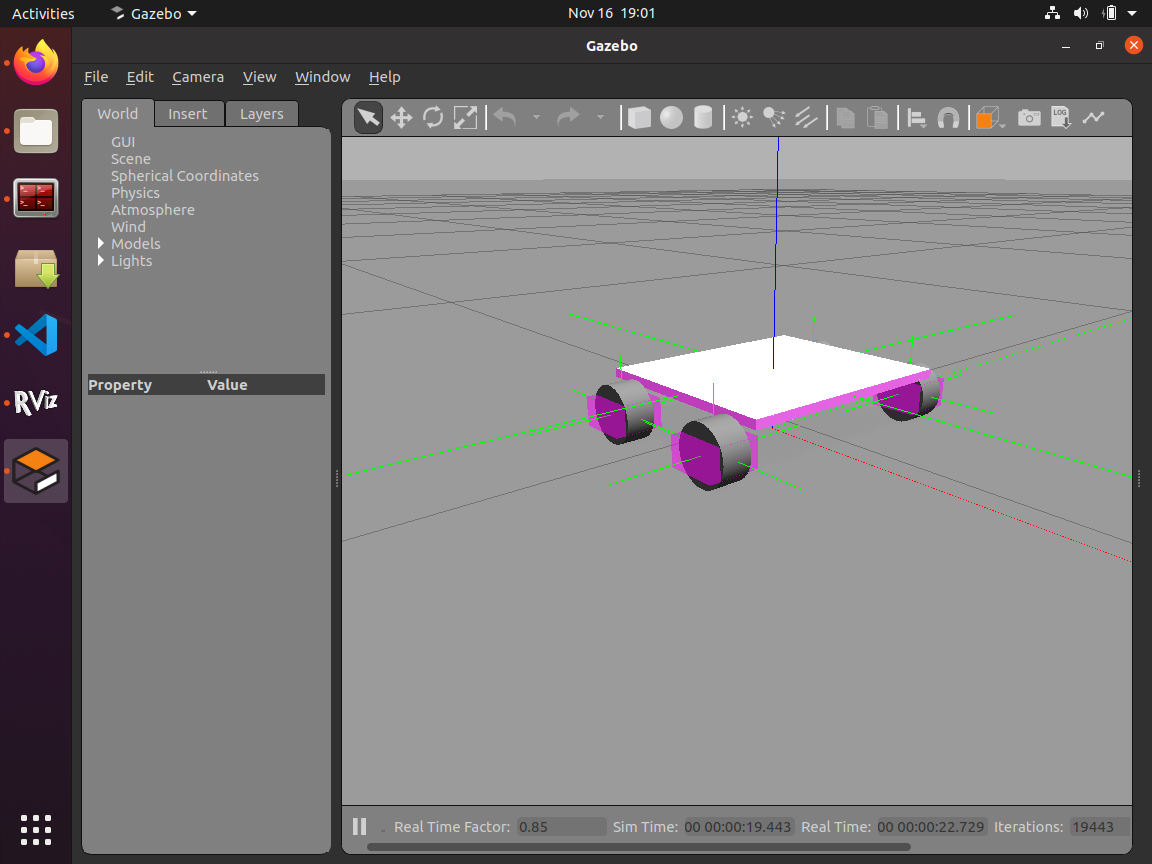 Activities Gazebo Nov 16 19:01
Gazebo
File Edit Camera View Window Help
World Insert Layers
LOG
GUI
Scene
Spherical Coordinates
Physics
Atmosphere
Wind
Models
Lights
Property Value
RViz
Real Time Factor: 0.85 Sim Time: 00 00:00:19.443 Real Time: 00 00:00:22.729 Iterations: 19443